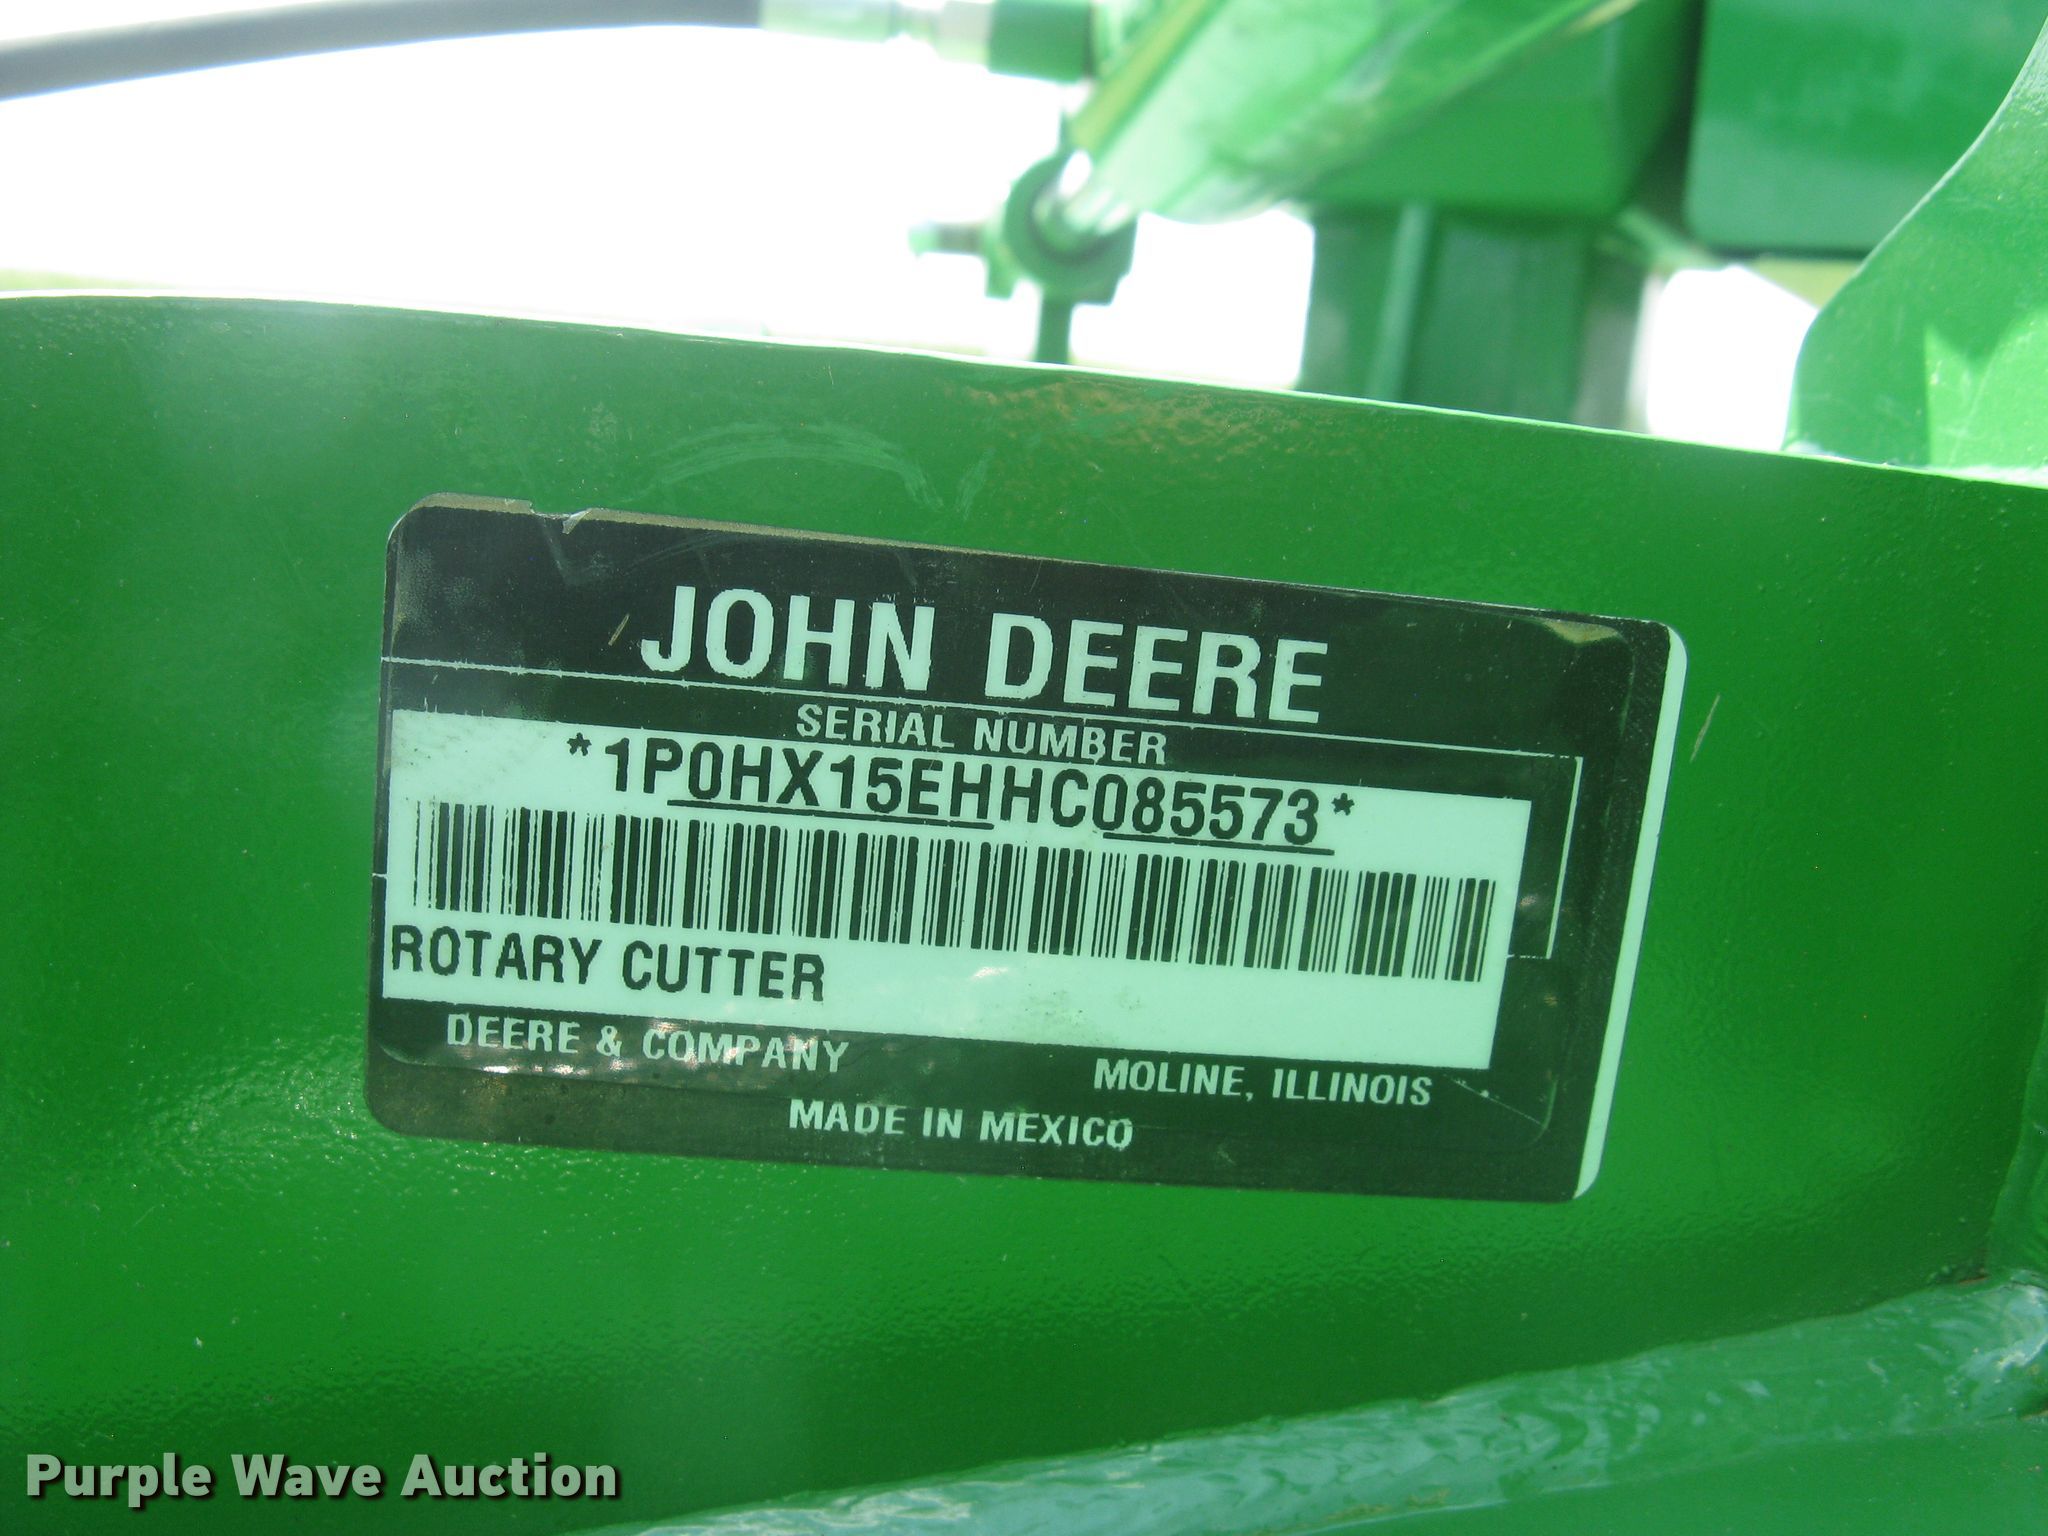 JOHN DEERE
SERIAL NUMBER
*1P0HX15EHHC085573*
ROTARY CUTTER
DEERE & COMPANY
MOLINE, ILLINOIS
MADE IN MEXICO
Purple Wave Auction